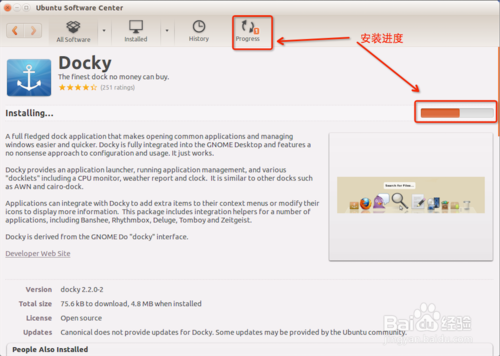 Ubuntu Software Center
All Software
Installed
History
Progress
安装进度
Docky
The finest dock no money can buy.
(251 ratings)
Installing...
A full fledged dock application that makes opening common applications and managing
windows easier and quicker. Docky is fully integrated into the GNOME Desktop and features a
no nonsense approach to configuration and usage. It just works.
Docky provides an application launcher, running application management, and various
"docklets" including a CPU monitor, weather report and clock. It is similar to other docks such
as AWN and cairo-dock.
Applications can integrate with Docky to add extra items to their context menus or modify their
icons to display more information. This package includes integration helpers for a number of
applications, including Banshee, Rhythmbox, Deluge, Tomboy and Zeitgeist.
Docky is derived from the GNOME Do "docky" interface.
Search for Files...
Developer Web Site
Version docky 2.2.0-2
Total size 75.6 kB to download, 4.8 MB when installed
License Open source
Updates Canonical does not provide updates for Docky. Some updates may be provided by the Ubuntu community.
People Also Installed
Baidu 经验
jingyan.baidu.com